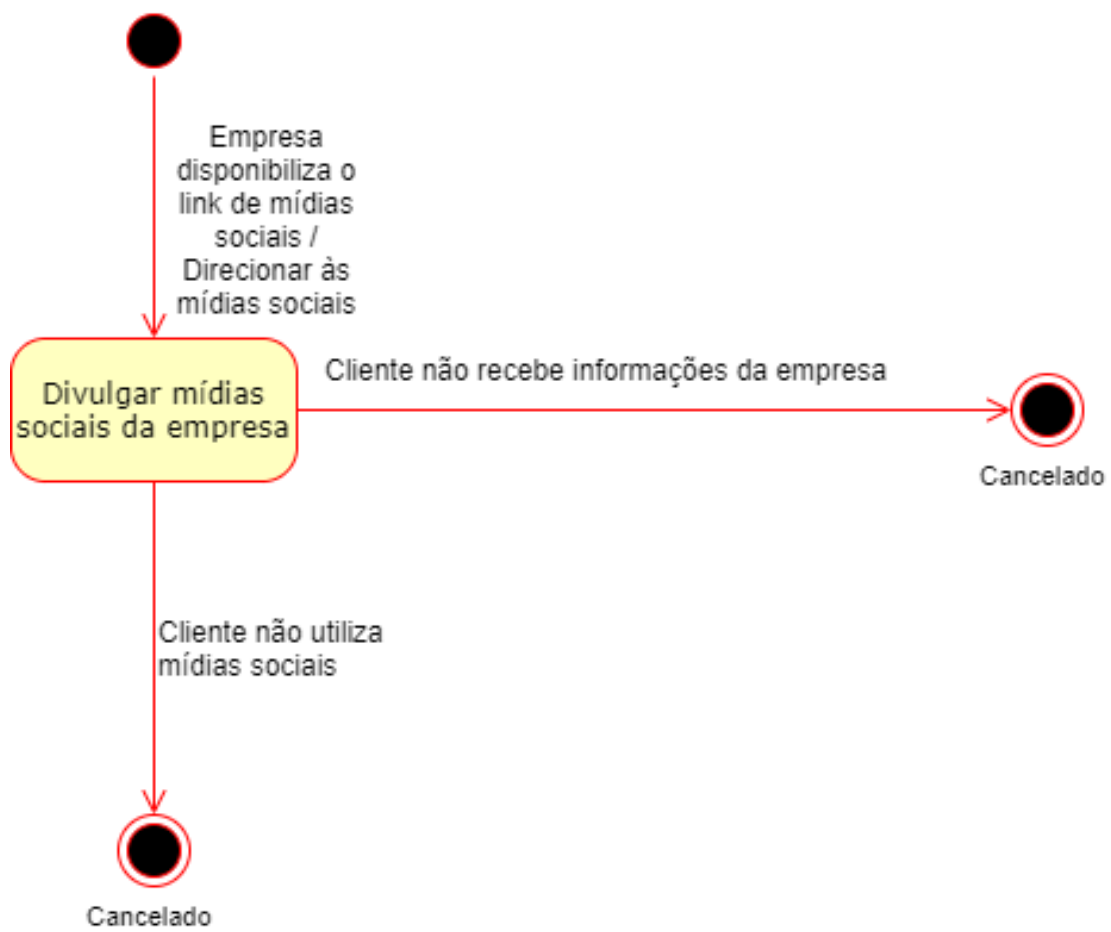 Empresa
disponibiliza o
link de mídias
sociais /
Direcionar às
mídias sociais
Divulgar mídias
sociais da empresa
Cliente não recebe informações da empresa
Cancelado
Cliente não utiliza
mídias sociais
Cancelado